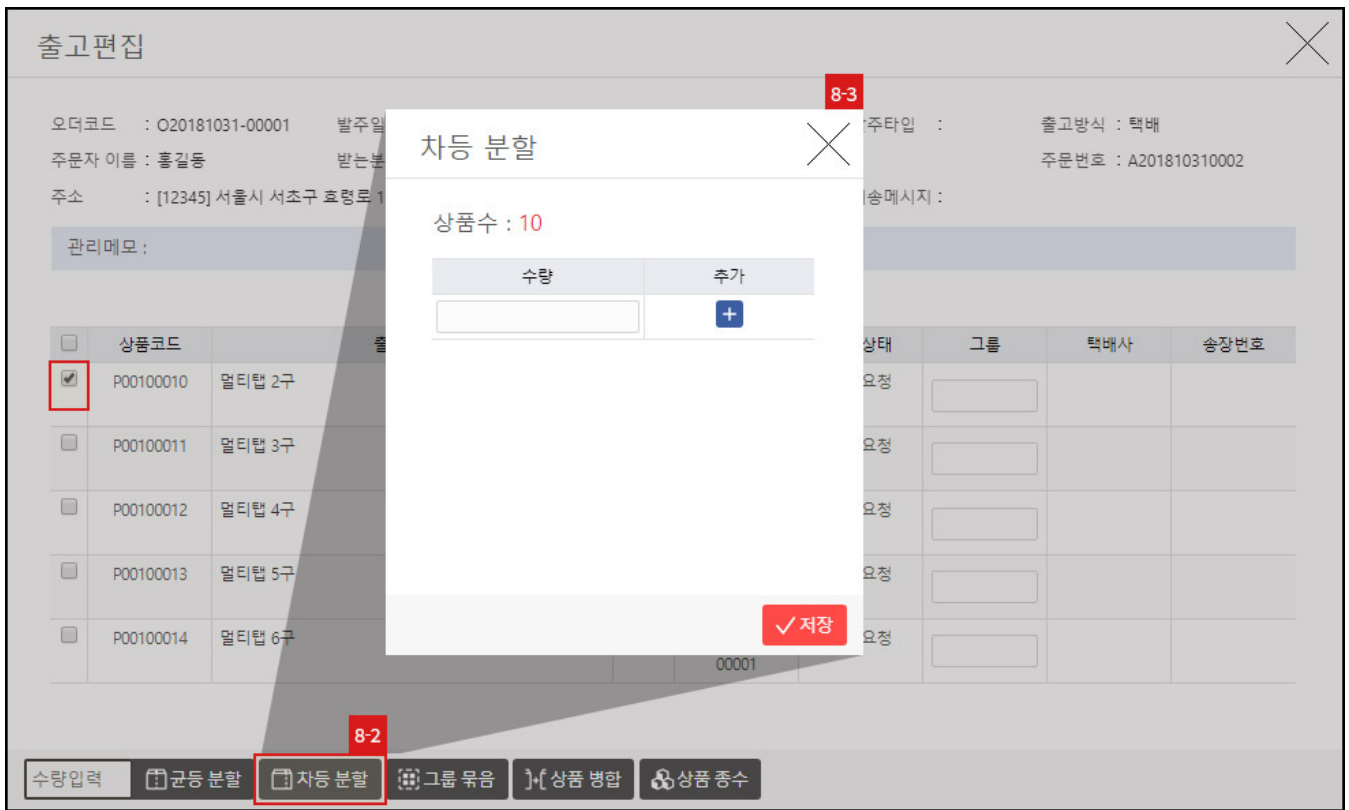 출고편집
8-3
오더코드 : O20181031-00001 발주일 주타입 : 출고방식 : 택배
주문자 이름 : 홍길동 받는분 주문번호 : A201810310002
주소 : [12345] 서울시 서초구 효령로 1 송메시지 :
관리메모 :
차등 분할
상품수 : 10
수량 추가
상품코드 출 상태 그룹 택배사 송장번호
P00100010 멀티탭 2구 요청
P00100011 멀티탭 3구 요청
P00100012 멀티탭 4구 요청
P00100013 멀티탭 5구 요청
P00100014 멀티탭 6구 00001 요청
저장
8-2
수량입력 균등 분할 차등 분할 그룹 묶음 상품 병합 상품 종수